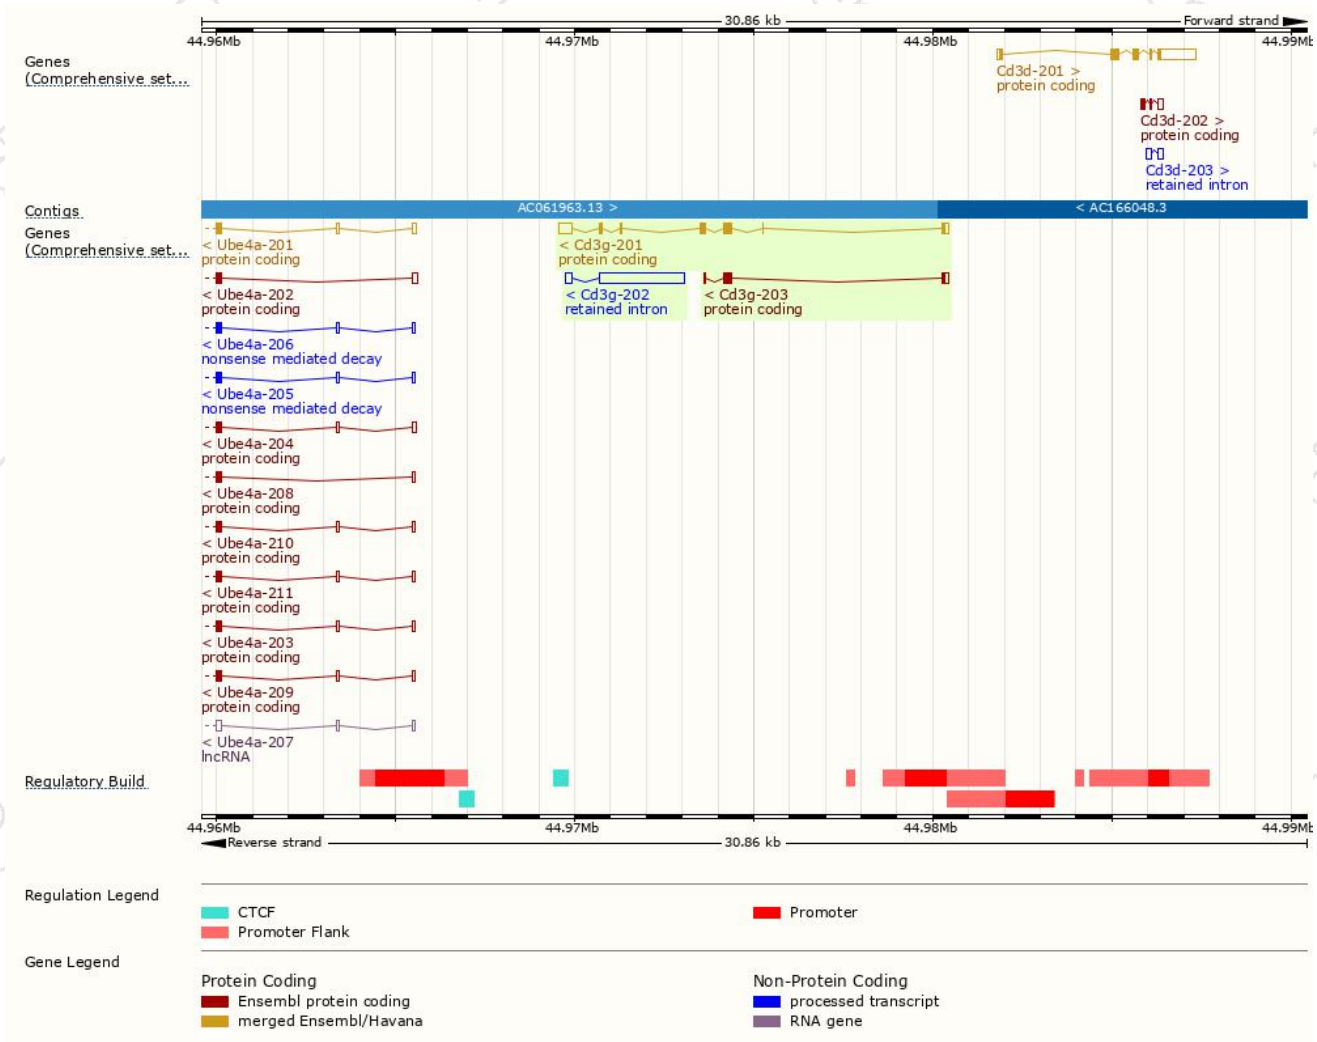 30.86 kb
Forward strand
44.96Mb 44.97Mb 44.98Mb 44.99Mb
Genes
(Comprehensive set...
Cd3d-201 >
protein coding
Cd3d-202 >
protein coding
Cd3d-203 >
retained intron
Contigs
AC061963.13 >
< AC166048.3
Genes
(Comprehensive set...
< Ube4a-201
protein coding
< Cd3g-201
protein coding
< Ube4a-202
protein coding
< Cd3g-202
retained intron
< Cd3g-203
protein coding
< Ube4a-206
nonsense mediated decay
< Ube4a-205
nonsense mediated decay
< Ube4a-204
protein coding
< Ube4a-208
protein coding
< Ube4a-210
protein coding
< Ube4a-211
protein coding
< Ube4a-203
protein coding
< Ube4a-209
protein coding
< Ube4a-207
lncRNA
Regulatory Build
44.96Mb 44.97Mb 44.98Mb 44.99Mb
Reverse strand
30.86 kb
Regulation Legend
CTCF
Promoter
Promoter Flank
Gene Legend
Protein Coding
Non-Protein Coding
Ensembl protein coding
processed transcript
merged Ensembl/Havana
RNA gene